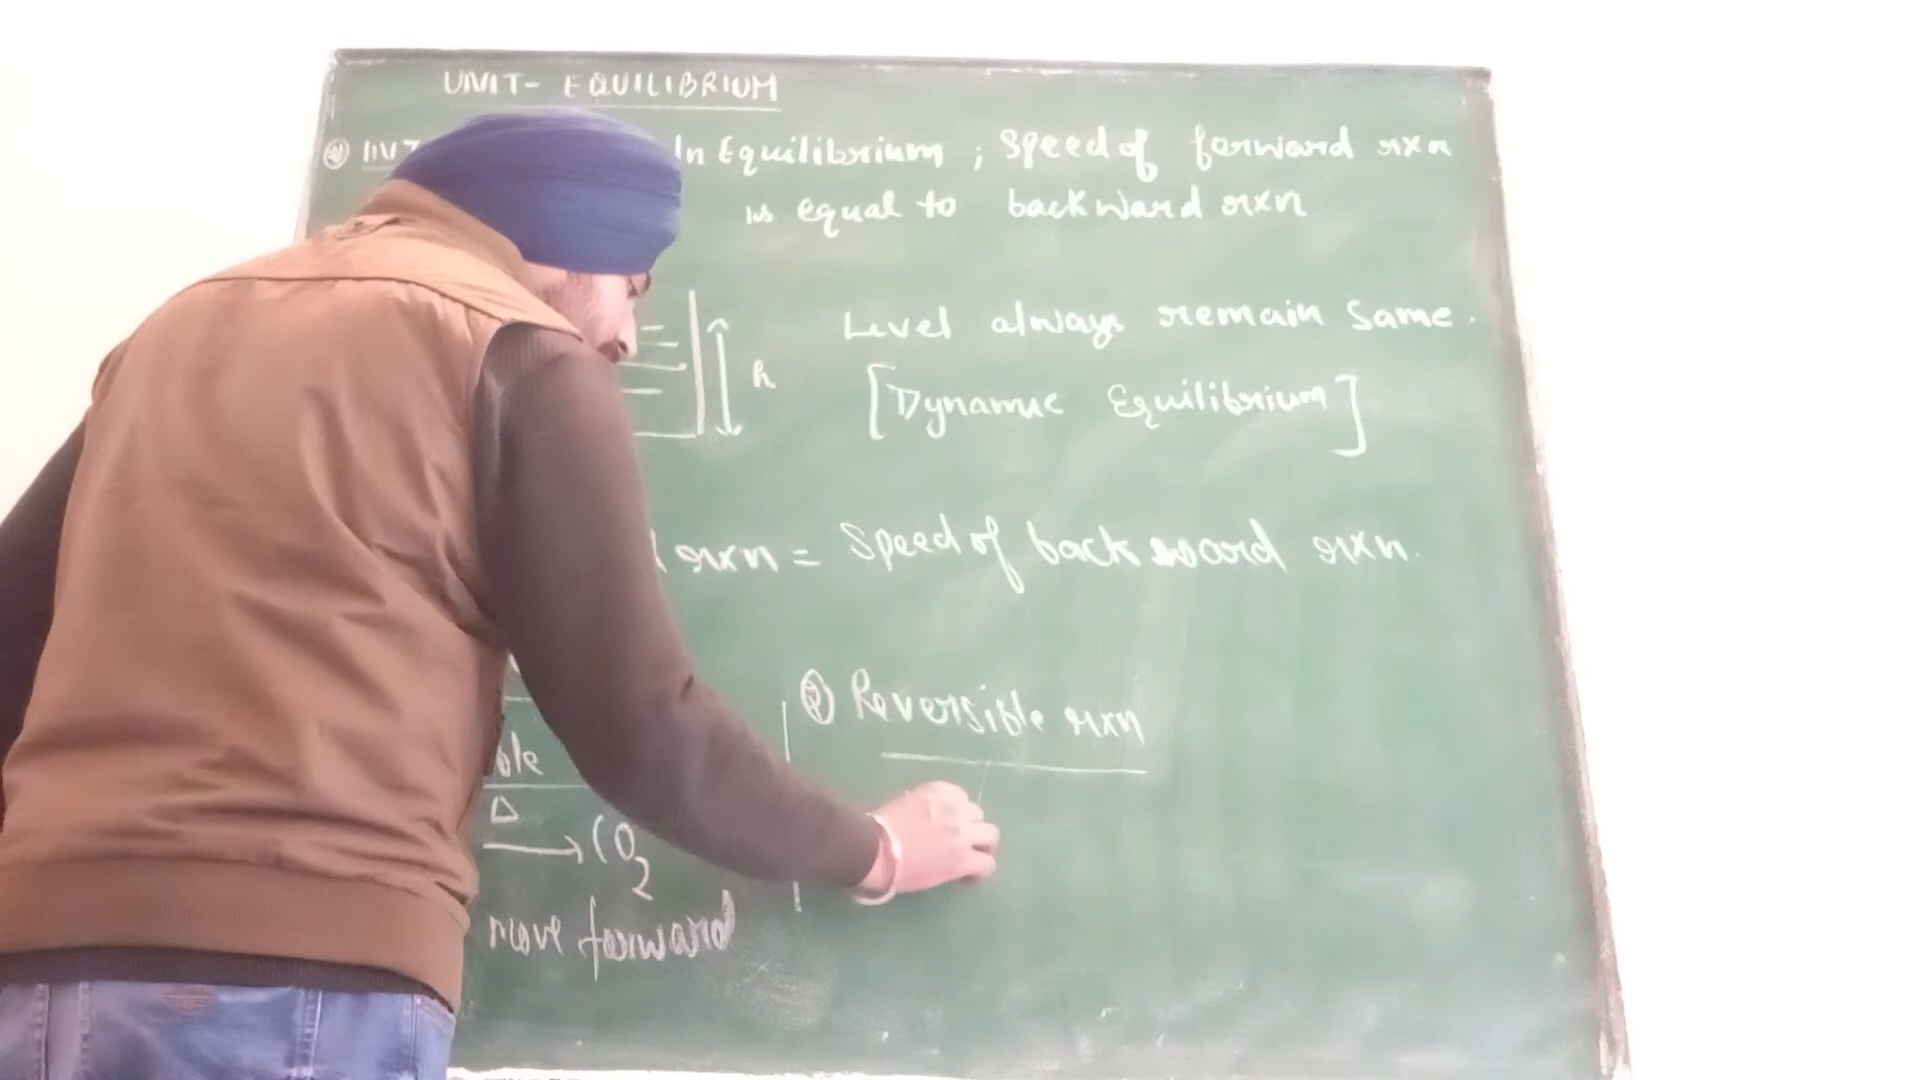 UNIT- EQUILIBRIUM
In Equilibrium ; Speed of forward rxn
is equal to backward rxn
h
Level always remain Same.
[Dynamic Equilibrium]
rxn = Speed of backward rxn.
② Reversible rxn
ble
Δ
→ CO2
move forward